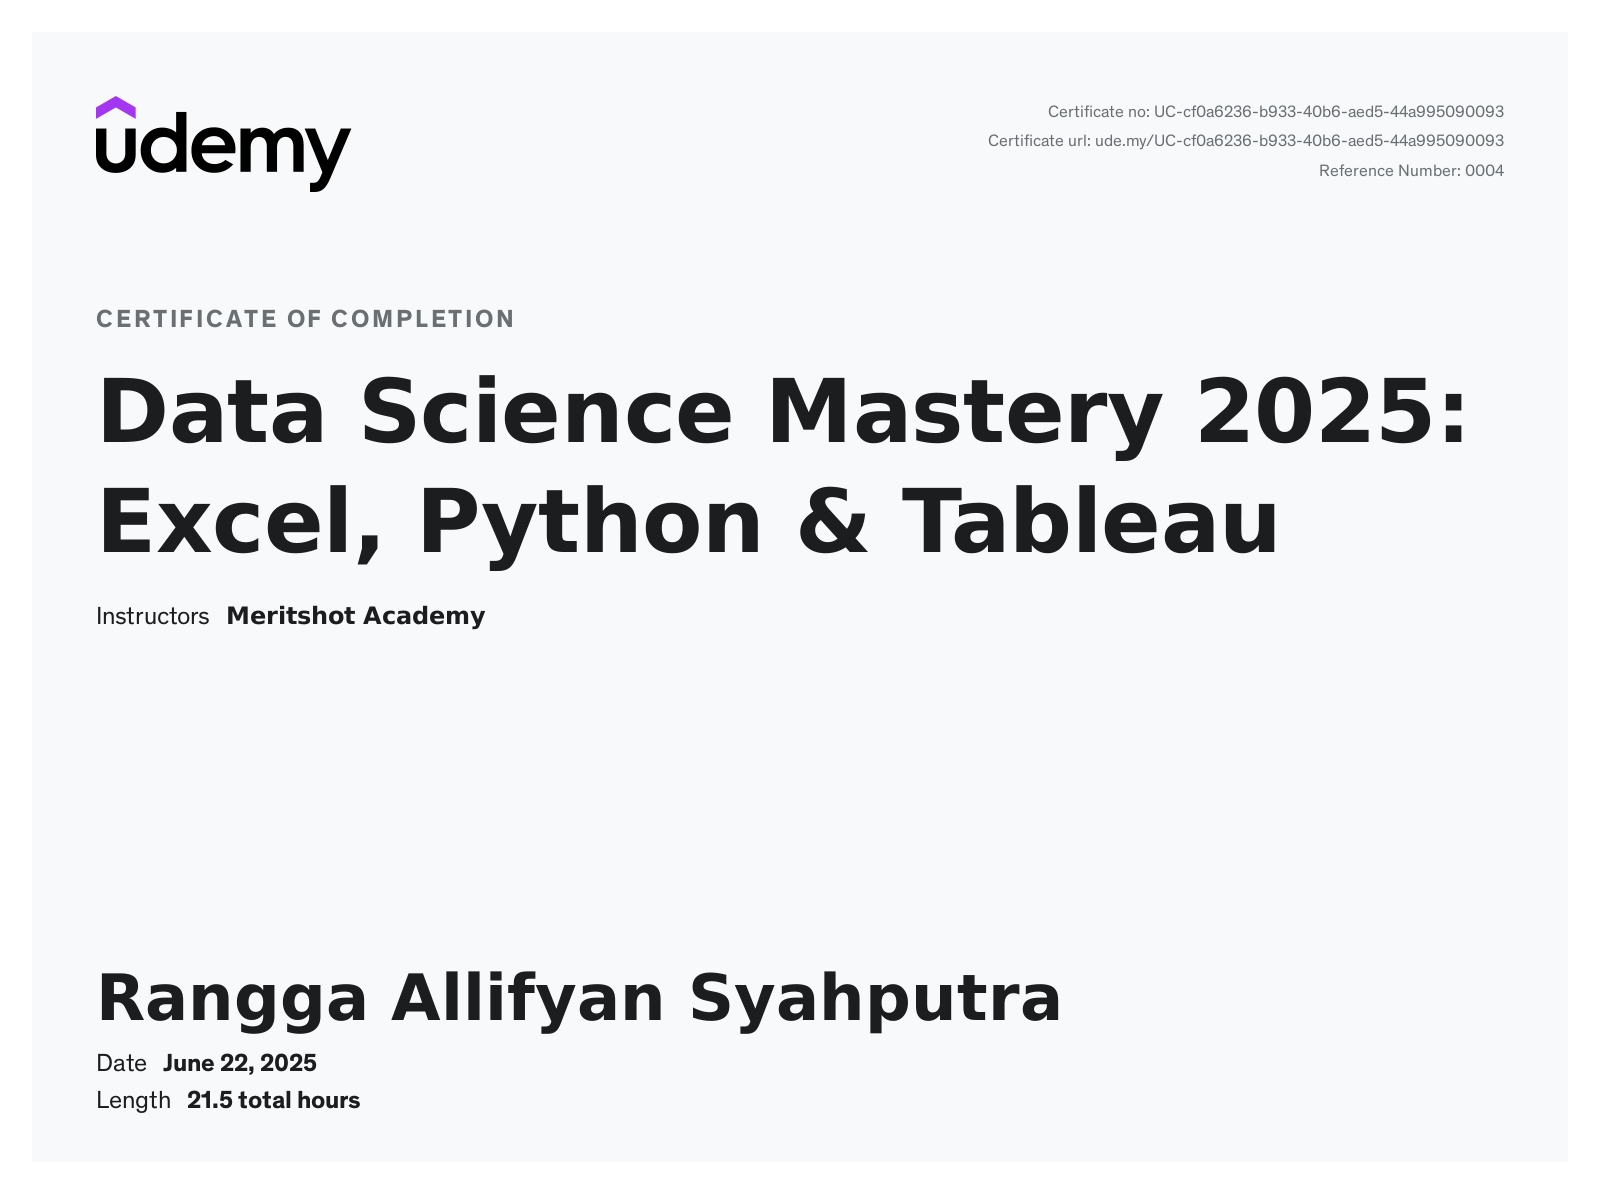 udemy
Certificate no: UC-cf0a6236-b933-40b6-aed5-44a995090093
Certificate url: ude.my/UC-cf0a6236-b933-40b6-aed5-44a995090093
Reference Number: 0004
CERTIFICATE OF COMPLETION
Data Science Mastery 2025:
Excel, Python & Tableau
Instructors Meritshot Academy
Rangga Allifyan Syahputra
Date June 22, 2025
Length 21.5 total hours